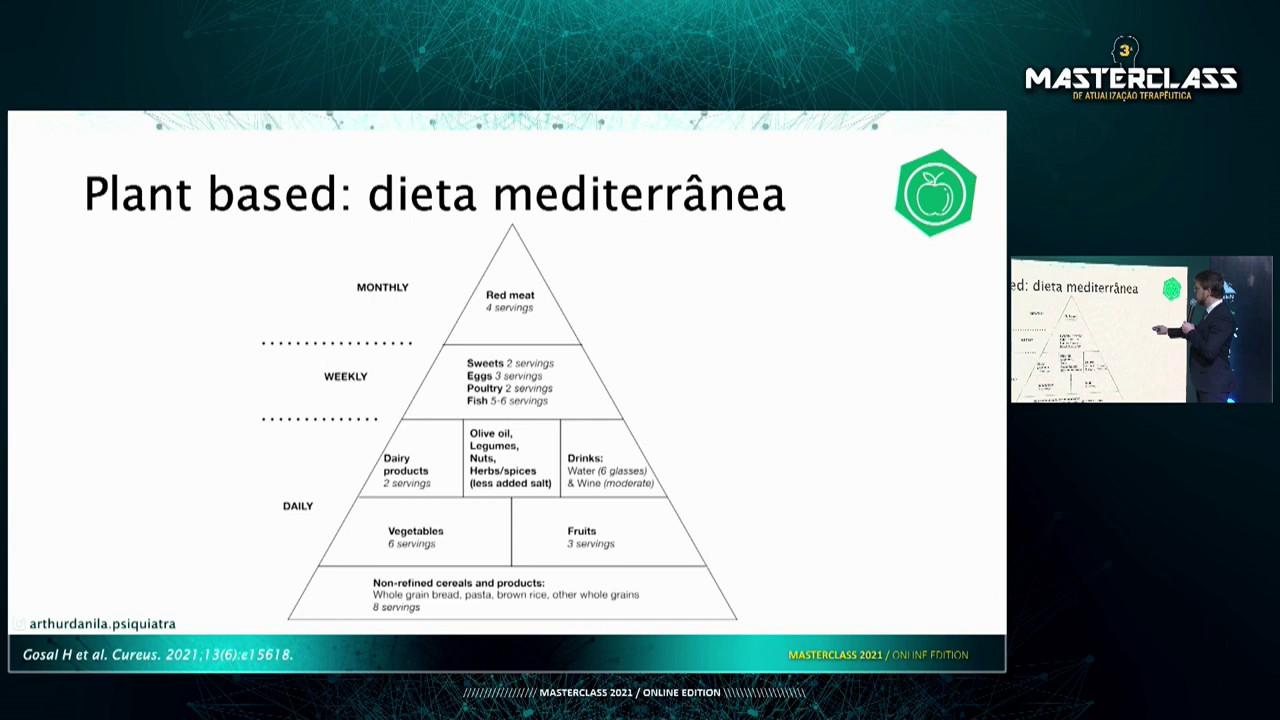 3ª
MASTERCLASS
DE ATUALIZAÇÃO TERAPÊUTICA
Plant based: dieta mediterrânea
MONTHLY
Red meat
4 servings
WEEKLY
Sweets 2 servings
Eggs 3 servings
Poultry 2 servings
Fish 5-6 servings
DAILY
Dairy
products
2 servings
Olive oil,
Legumes,
Nuts,
Herbs/spices
(less added salt)
Drinks:
Water (6 glasses)
& Wine (moderate)
Vegetables
6 servings
Fruits
3 servings
Non-refined cereals and products:
Whole grain bread, pasta, brown rice, other whole grains
8 servings
arthurdanila.psiquiatra
Gosal H et al. Cureus. 2021;13(6):e15618.
MASTERCLASS 2021 / ONLINE EDITION
ed: dieta mediterrânea
////////////////// MASTERCLASS 2021 / ONLINE EDITION \\\\\\\\\\\\\\\\\\